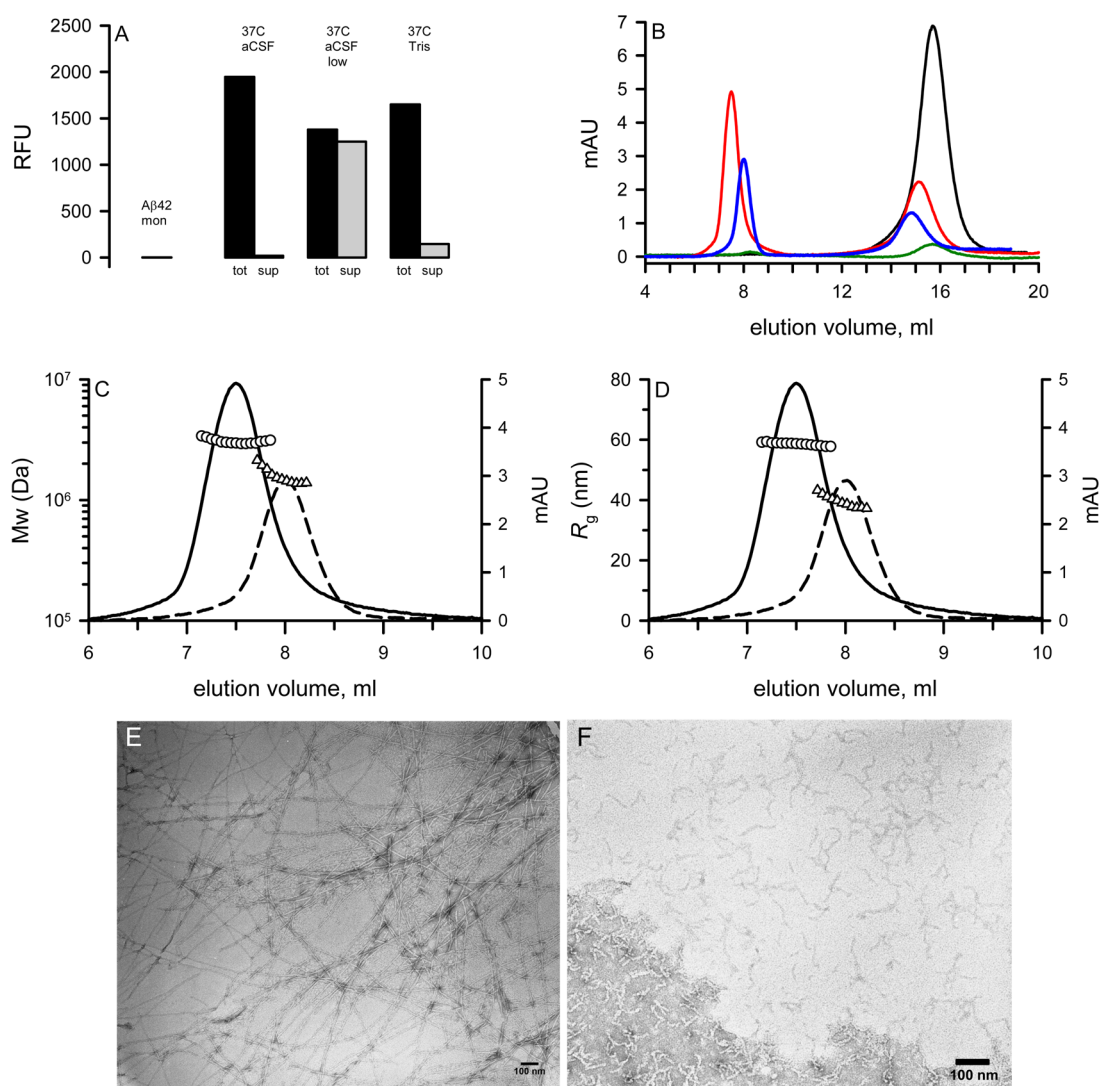 A
37C
aCSF
37C
aCSF
low
37C
Tris
2500
2000
1500
1000
500
0
RFU
Aβ42
mon
tot sup tot sup tot sup
B
7
6
5
4
3
2
1
0
mAU
4 8 12 16 20
elution volume, ml
C
10⁷
10⁶
10⁵
Mw (Da)
5
4
3
2
1
0
mAU
6 7 8 9 10
elution volume, ml
D
80
60
40
20
0
Rg (nm)
5
4
3
2
1
0
mAU
6 7 8 9 10
elution volume, ml
E
100 nm
F
100 nm